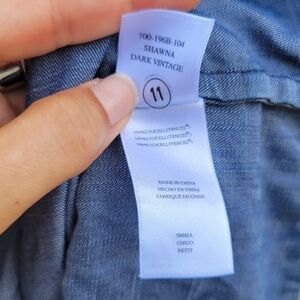 700-196B-104
SHAWNA
DARK VINTAGE
11
MADE IN CHINA
HECHO EN CHINA
FABRIQUÉ EN CHINE
SMALL
CHICO
PETIT